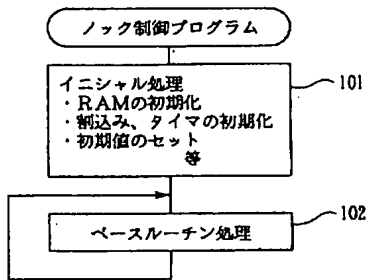 ノック制御プログラム
イニシャル処理
・RAMの初期化
・割込み、タイマの初期化
・初期値のセット
等
101
ベースルーチン処理
102